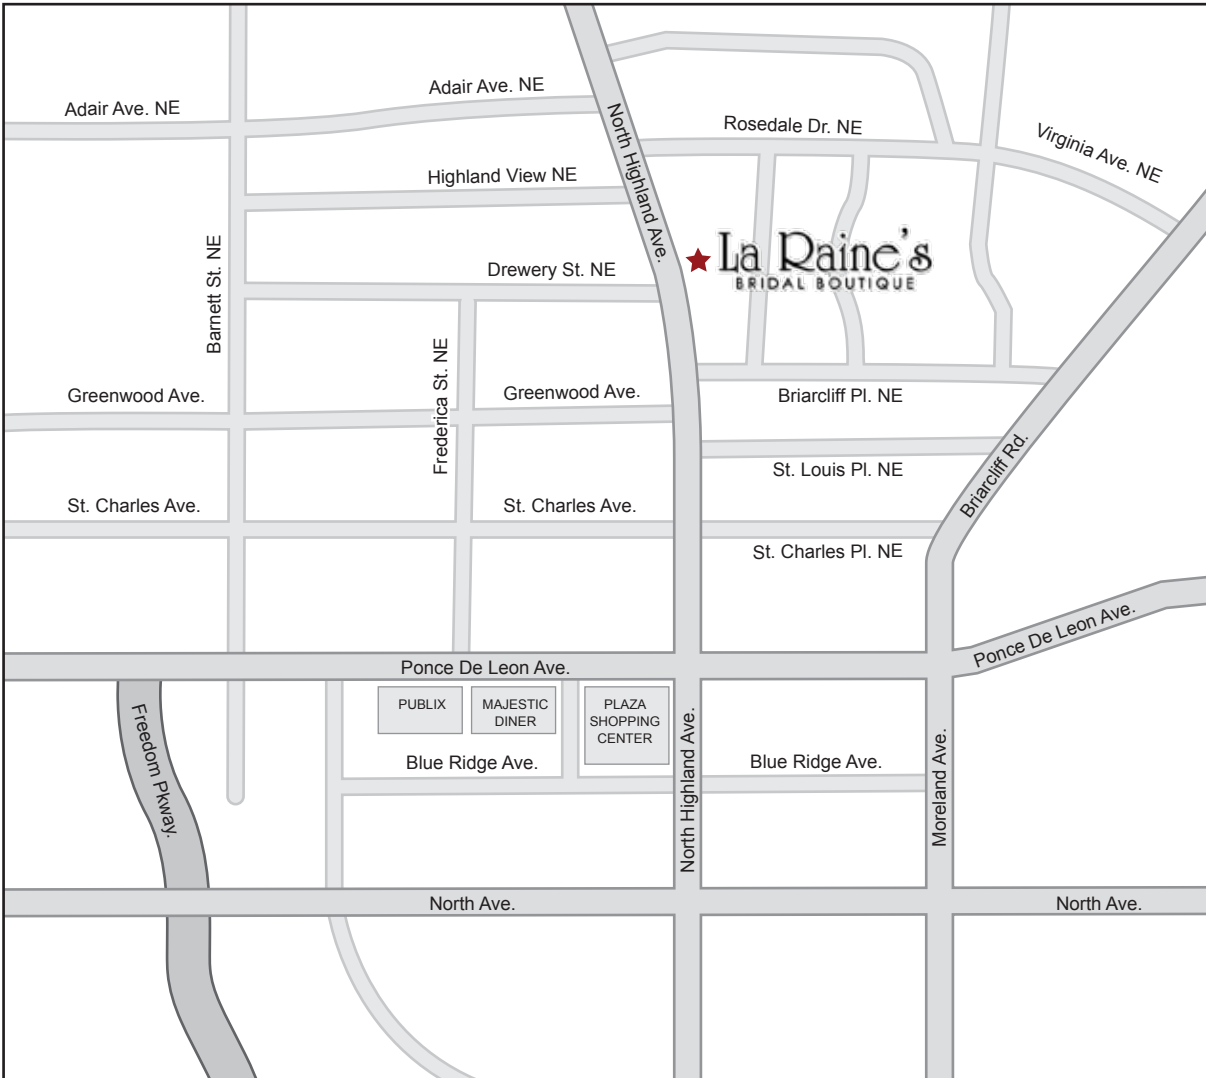 Adair Ave. NE
Adair Ave. NE
North Highland Ave.
Rosedale Dr. NE
Virginia Ave. NE
Highland View NE
Barnett St. NE
Drewery St. NE
La Raine's
BRIDAL BOUTIQUE
Frederica St. NE
Greenwood Ave.
Greenwood Ave.
Briarcliff Pl. NE
St. Louis Pl. NE
Briarcliff Rd.
St. Charles Ave.
St. Charles Ave.
St. Charles Pl. NE
Ponce De Leon Ave.
Ponce De Leon Ave.
Freedom Pkway.
PUBLIX
MAJESTIC
DINER
PLAZA
SHOPPING
CENTER
North Highland Ave.
Moreland Ave.
Blue Ridge Ave.
Blue Ridge Ave.
North Ave.
North Ave.